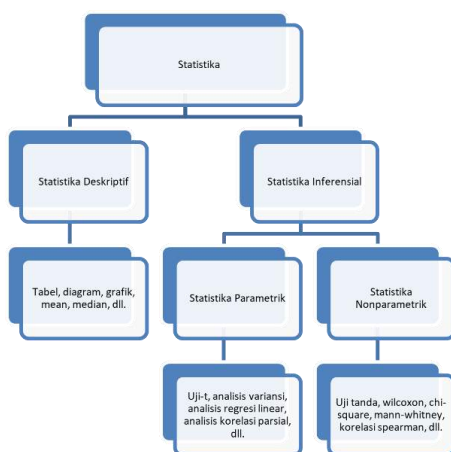 Statistika
Statistika Deskriptif
Statistika Inferensial
Tabel, diagram, grafik,
mean, median, dll.
Statistika Parametrik
Statistika
Nonparametrik
Uji-t, analisis variansi,
analisis regresi linear,
analisis korelasi parsial,
dll.
Uji tanda, wilcoxon, chi-
square, mann-whitney,
korelasi spearman, dll.